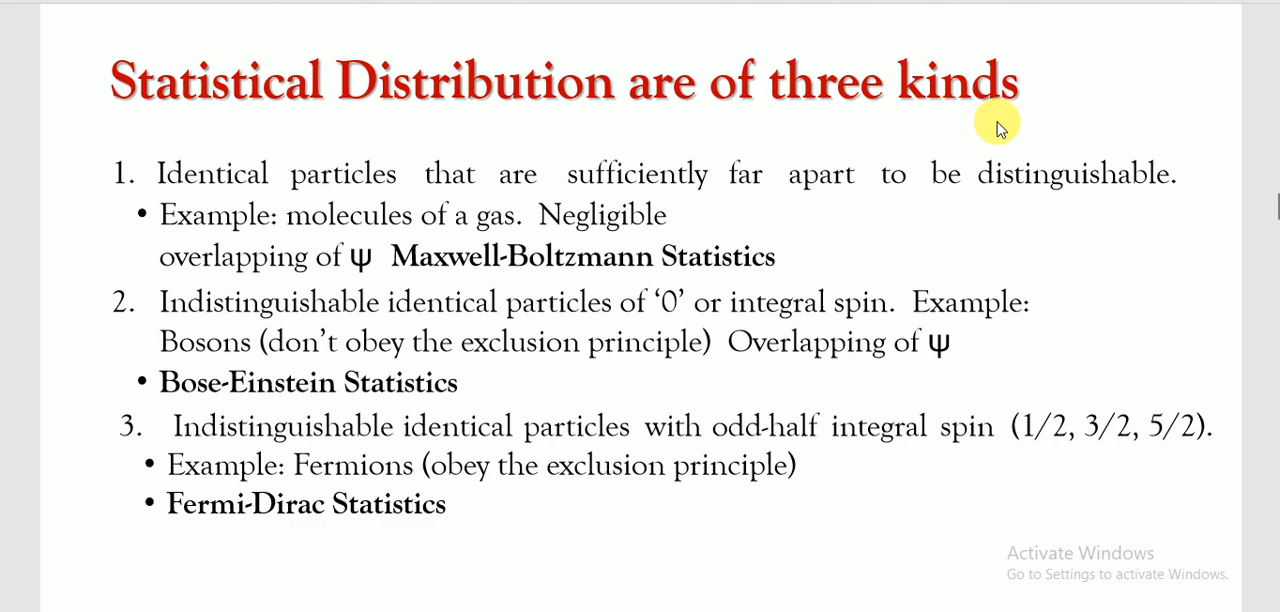 Statistical Distribution are of three kinds
1. Identical particles that are sufficiently far apart to be distinguishable.
• Example: molecules of a gas. Negligible
overlapping of ψ Maxwell-Boltzmann Statistics
2. Indistinguishable identical particles of ‘0’ or integral spin. Example:
Bosons (don’t obey the exclusion principle) Overlapping of ψ
• Bose-Einstein Statistics
3. Indistinguishable identical particles with odd-half integral spin (1/2, 3/2, 5/2).
• Example: Fermions (obey the exclusion principle)
• Fermi-Dirac Statistics
Activate Windows
Go to Settings to activate Windows.